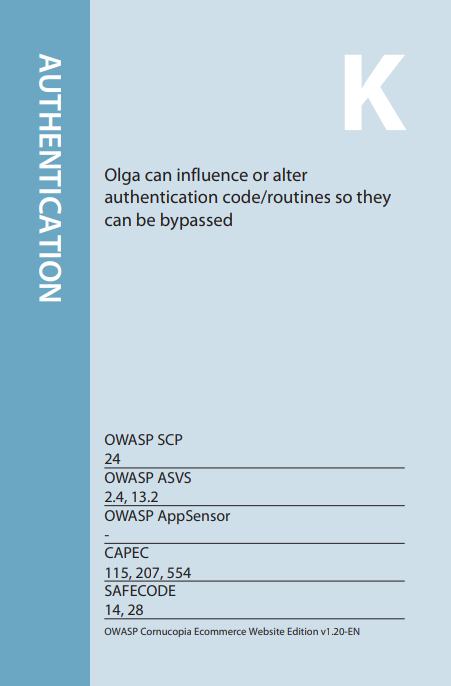 AUTHENTICATION
K
Olga can influence or alter
authentication code/routines so they
can be bypassed
OWASP SCP
24
OWASP ASVS
2.4, 13.2
OWASP AppSensor
-
CAPEC
115, 207, 554
SAFECODE
14, 28
OWASP Cornucopia Ecommerce Website Edition v1.20-EN